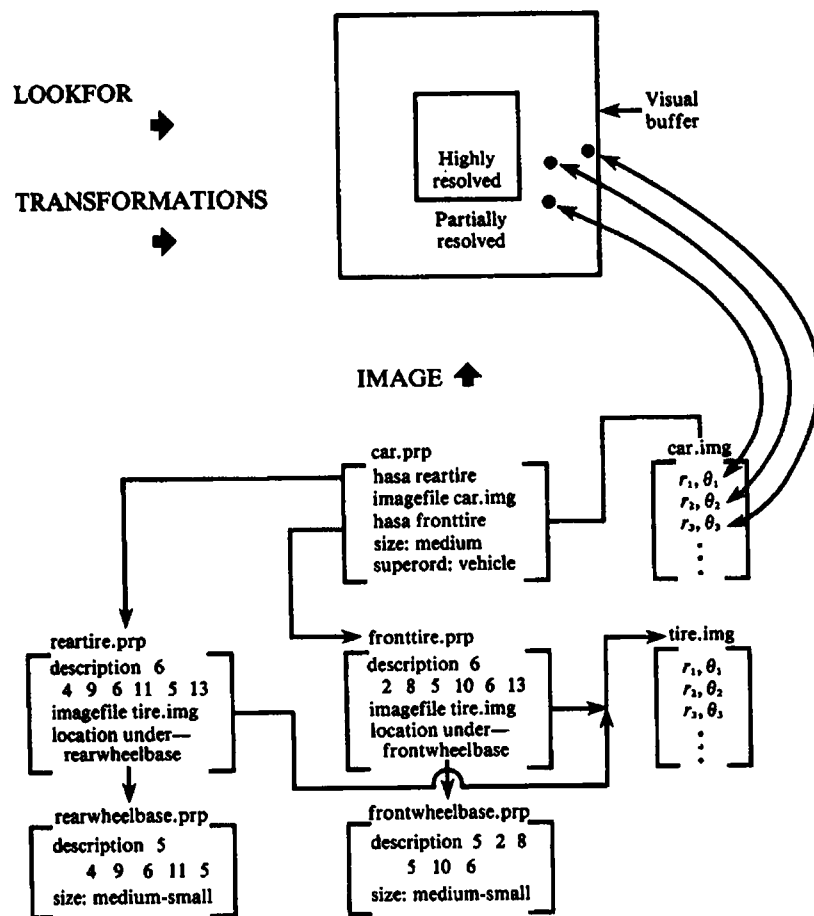 LOOKFOR
TRANSFORMATIONS
Visual
buffer
Highly
resolved
Partially
resolved
IMAGE
car.prp
hasa reartire
imagefile car.img
hasa fronttire
size: medium
superord: vehicle
car.img
r₁, θ₁
r₂, θ₂
r₃, θ₃
reartire.prp
description 6
4 9 6 11 5 13
imagefile tire.img
location under—
rearwheelbase
fronttire.prp
description 6
2 8 5 10 6 13
imagefile tire.img
location under—
frontwheelbase
tire.img
r₁, θ₁
r₂, θ₂
r₃, θ₃
rearwheelbase.prp
description 5
4 9 6 11 5
size: medium-small
frontwheelbase.prp
description 5 2 8
5 10 6
size: medium-small